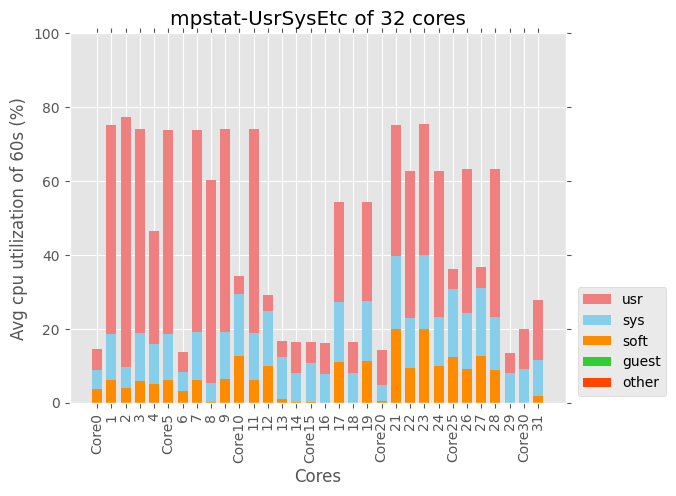 mpstat-UsrSysEtc of 32 cores
Avg cpu utilization of 60s (%)
100
80
60
40
20
0
Core0
1
2
3
4
Core5
6
7
8
9
Core10
11
12
13
14
Core15
16
17
18
19
Core20
21
22
23
24
Core25
26
27
28
29
Core30
31
Cores
usr
sys
soft
guest
other